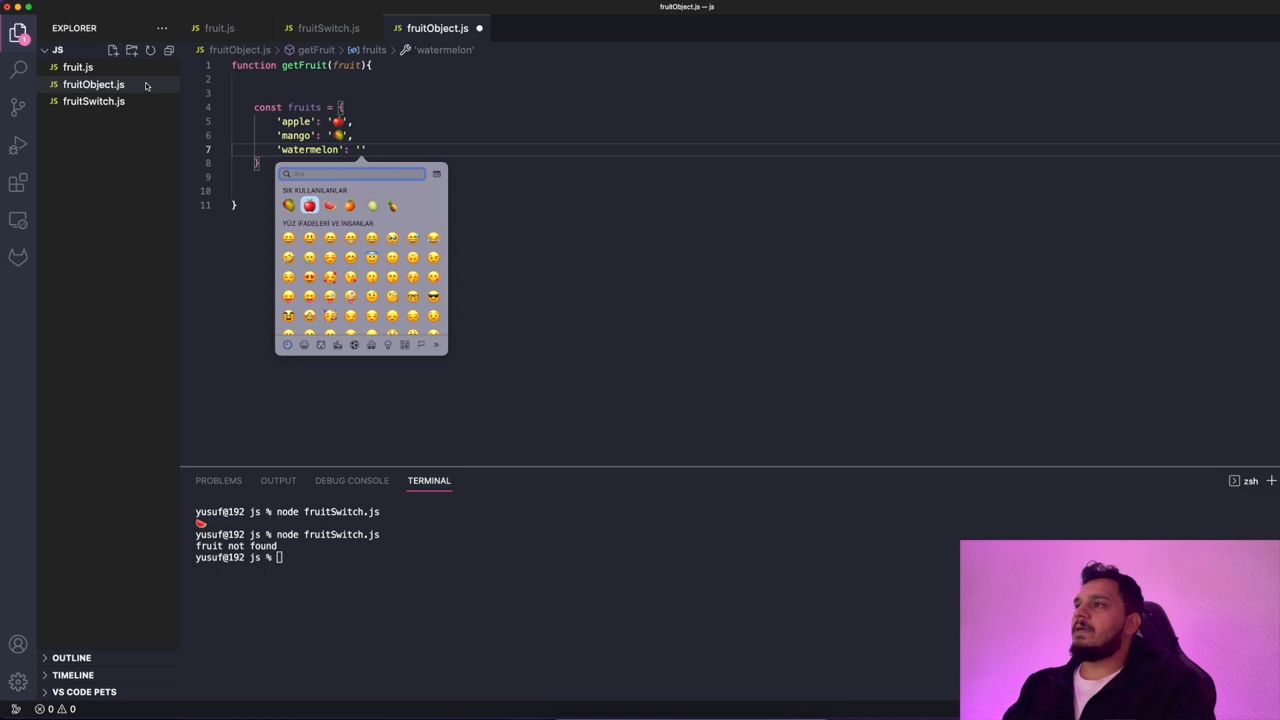 fruitObject.js — js
EXPLORER
fruit.js
fruitSwitch.js
fruitObject.js
JS
fruitObject.js > getFruit > fruits > 'watermelon'
fruit.js
fruitObject.js
fruitSwitch.js
1 function getFruit(fruit){
2
3
4 const fruits = {
5 'apple': '🍎',
6 'mango': '🥭',
7 'watermelon': ''
8 }
9
10
11 }
Ara
SIK KULLANILANLAR
YÜZ İFADELERİ VE İNSANLAR
PROBLEMS OUTPUT DEBUG CONSOLE TERMINAL
zsh
yusuf@192 js % node fruitSwitch.js
🍉
yusuf@192 js % node fruitSwitch.js
fruit not found
yusuf@192 js %
OUTLINE
TIMELINE
VS CODE PETS
0 0
1